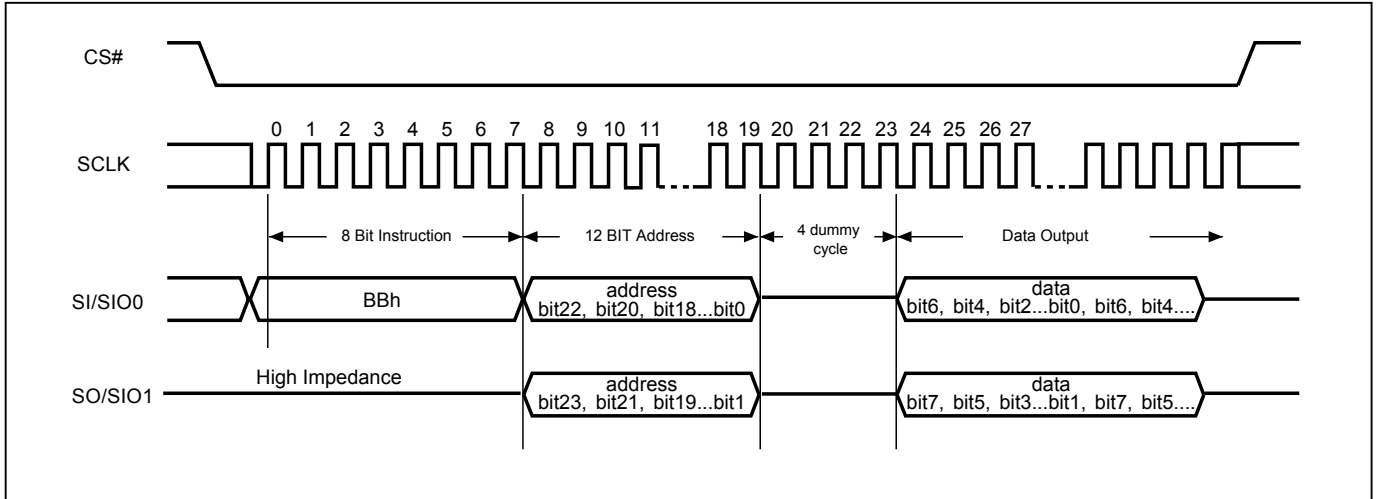 CS#
0 1 2 3 4 5 6 7 8 9 10 11 18 19 20 21 22 23 24 25 26 27
SCLK
8 Bit Instruction
12 BIT Address
4 dummy
cycle
Data Output
SI/SIO0
BBh
address
bit22, bit20, bit18...bit0
data
bit6, bit4, bit2...bit0, bit6, bit4....
High Impedance
SO/SIO1
address
bit23, bit21, bit19...bit1
data
bit7, bit5, bit3...bit1, bit7, bit5....